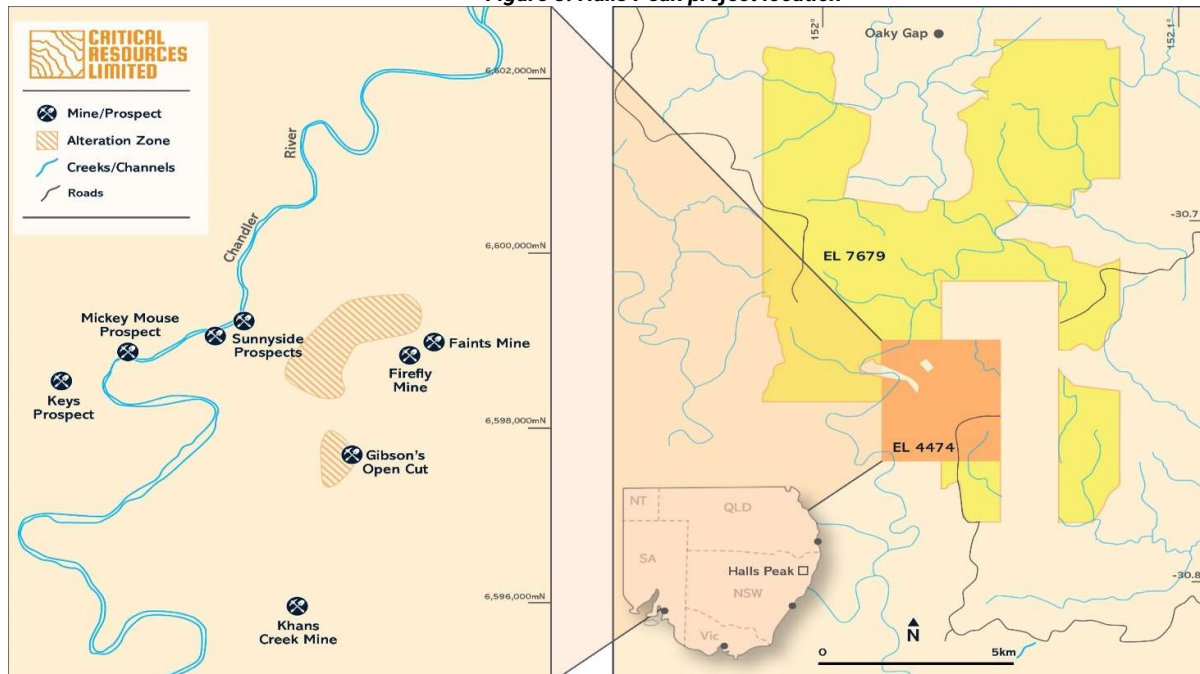 CRITICAL
RESOURCES
LIMITED
Mine/Prospect
Alteration Zone
Creeks/Channels
Roads
River
Chandler
6,602,000mN
6,600,000mN
6,598,000mN
6,596,000mN
Mickey Mouse
Prospect
Sunnyside
Prospects
Keys
Prospect
Faints Mine
Firefly
Mine
Gibson's
Open Cut
Khans
Creek Mine
152°
Oaky Gap
152.1°
-30.7
EL 7679
EL 4474
-30.8
NT
QLD
SA
Halls Peak
NSW
Vic
N
0
5km